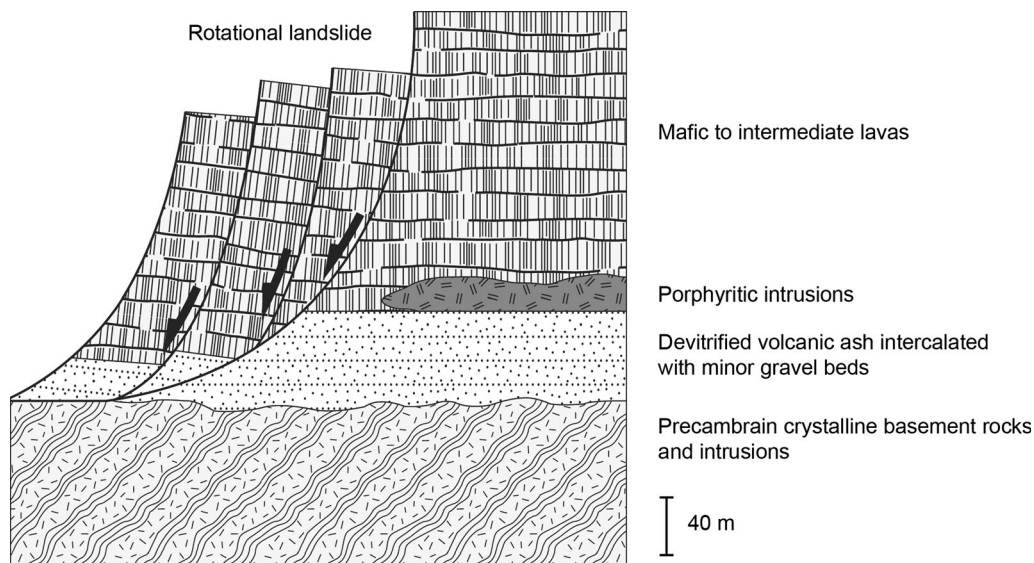 Rotational landslide
Mafic to intermediate lavas
Porphyritic intrusions
Devitrified volcanic ash intercalated
with minor gravel beds
Precambrain crystalline basement rocks
and intrusions
40 m